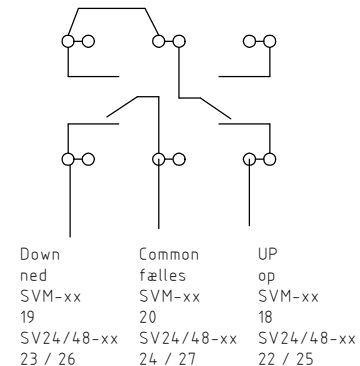 Down Common UP
ned fælles op
SVM-xx SVM-xx SVM-xx
19 20 18
SV24/48-xx SV24/48-xx SV24/48-xx
23 / 26 24 / 27 22 / 25